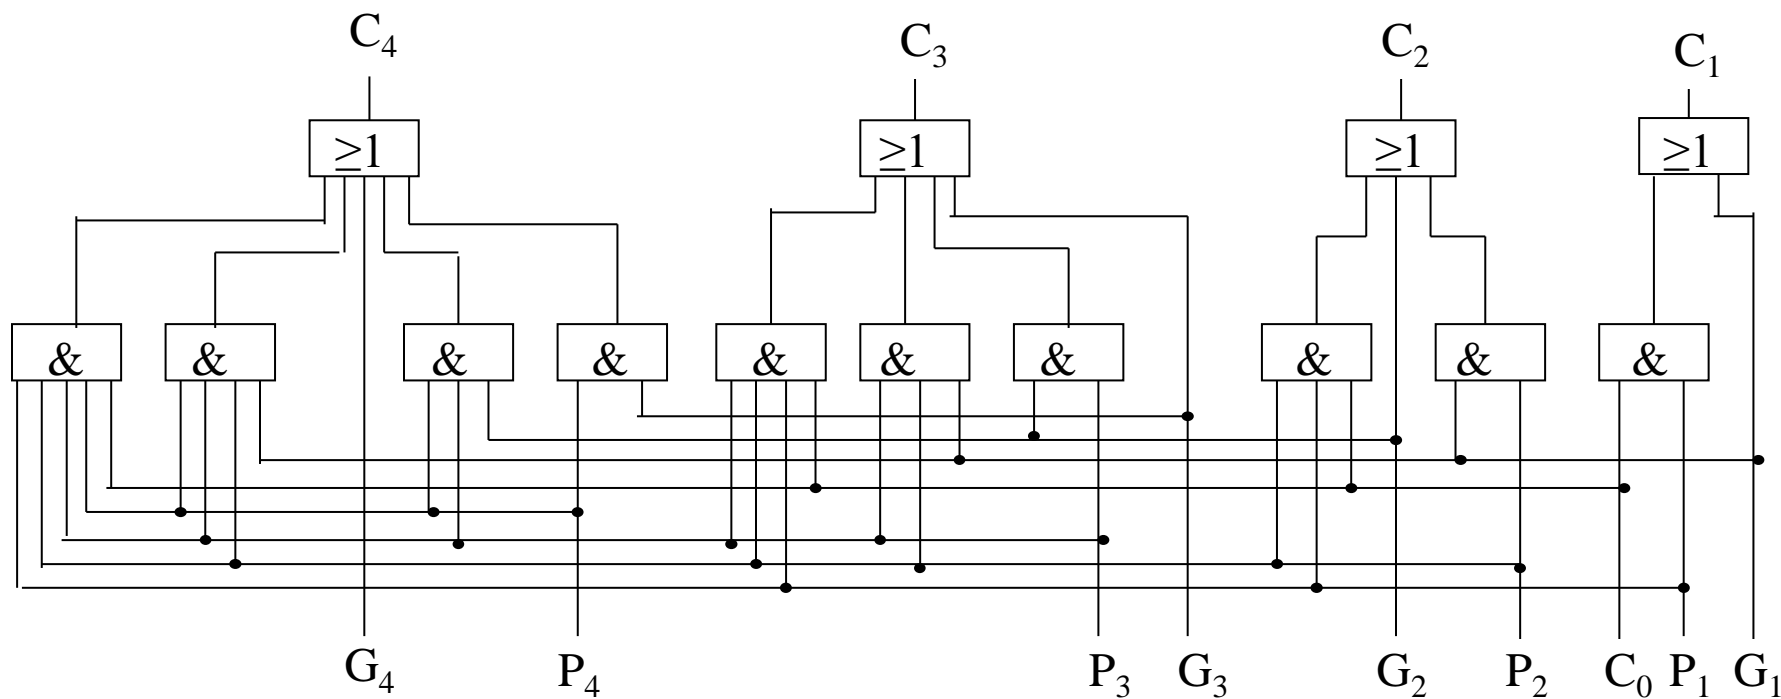 C₄ C₃ C₂ C₁
≥1 ≥1 ≥1 ≥1
& & & & & & & & & &
G₄ P₄ P₃ G₃ G₂ P₂ C₀ P₁ G₁